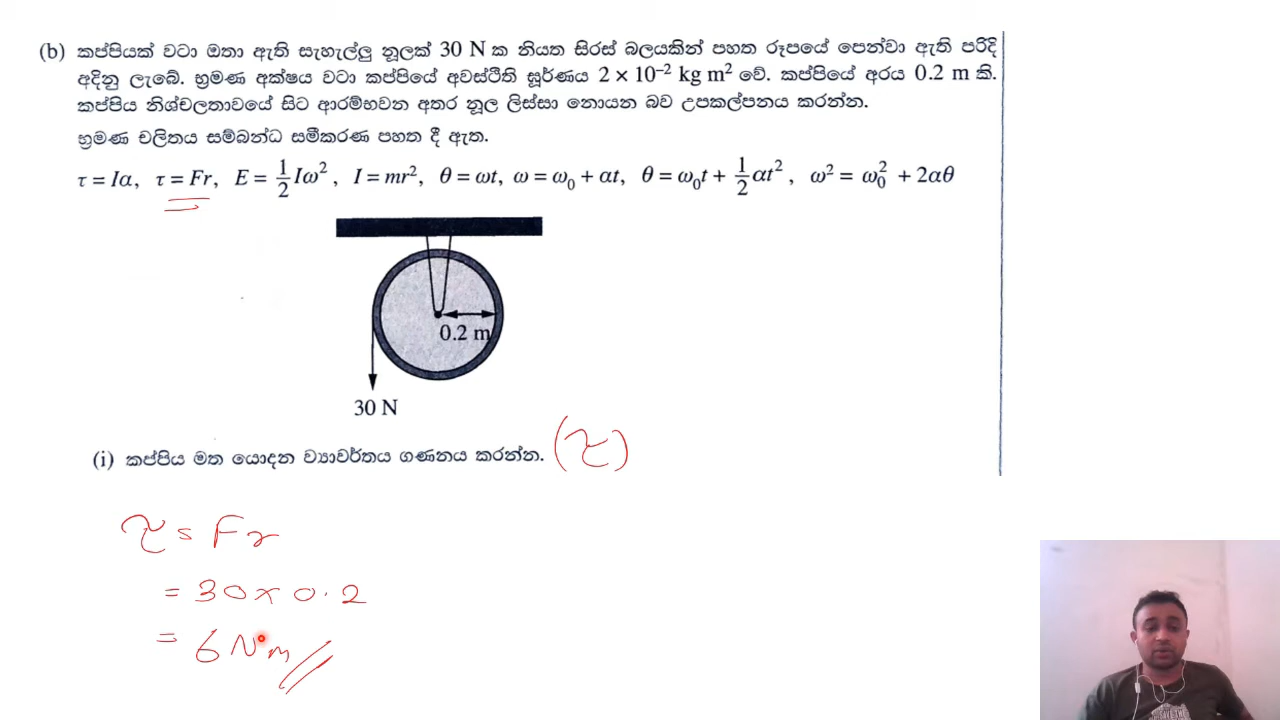 (b) කප්පියක් වටා ඔතා ඇති සැහැල්ලු නූලක් 30 N ක නියත සිරස් බලයකින් පහත රූපයේ පෙන්වා ඇති පරිදි
අදිනු ලැබේ. භ්‍රමණ අක්ෂය වටා කප්පියේ අවස්ථිති ඝූර්ණය 2 × 10⁻² kg m² වේ. කප්පියේ අරය 0.2 m කි.
කප්පිය නිශ්චලතාවයේ සිට ආරම්භවන අතර නූල ලිස්සා නොයන බව උපකල්පනය කරන්න.
භ්‍රමණ චලිතය සම්බන්ධ සමීකරණ පහත දී ඇත.
τ = Iα, τ = Fr, E = 1/2 Iω², I = mr², θ = ωt, ω = ω₀ + αt, θ = ω₀t + 1/2 αt², ω² = ω₀² + 2αθ
0.2 m
30 N
(i) කප්පිය මත යොදන ව්‍යාවර්තය ගණනය කරන්න. (τ)
τ = Fr
= 30 × 0.2
= 6 Nm //